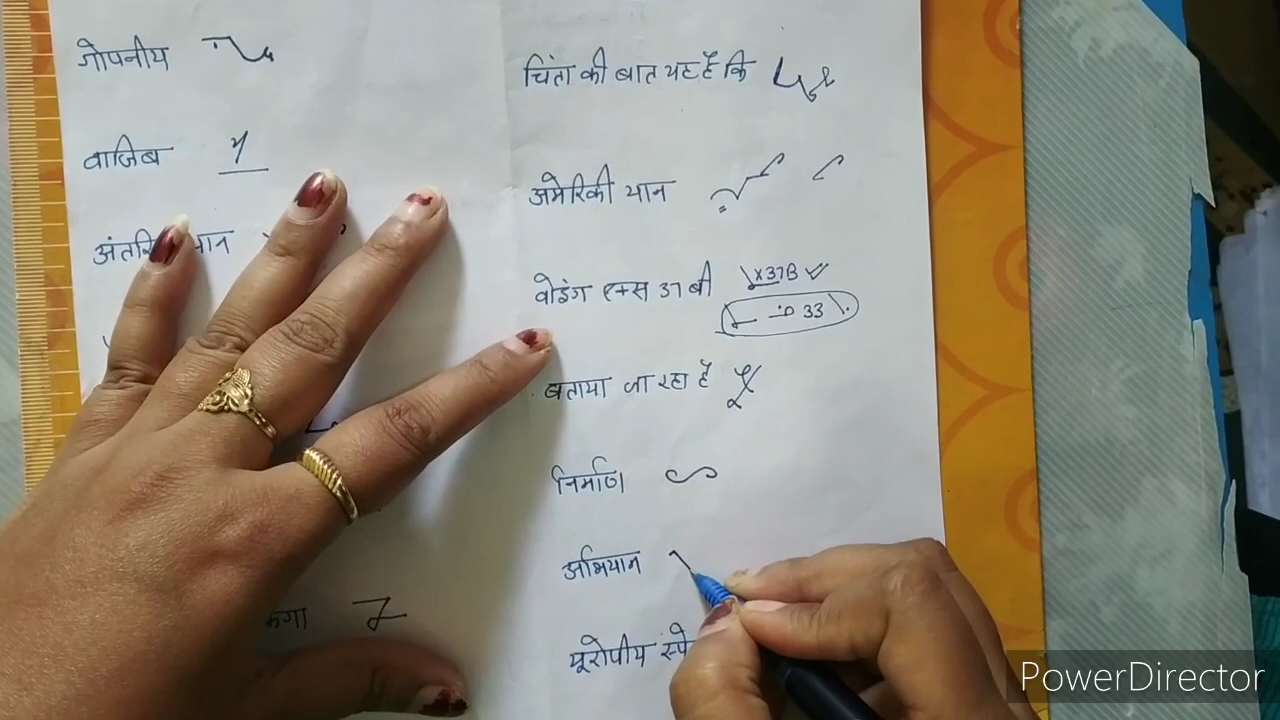 गोपनीय
वाजिब
चिंता की बात यह है कि
अमेरिकी यान
वोइंग एक्स 37 बी X37B
33
बताया जा रहा है
निर्माण
अभियान
यूरोपीय
PowerDirector